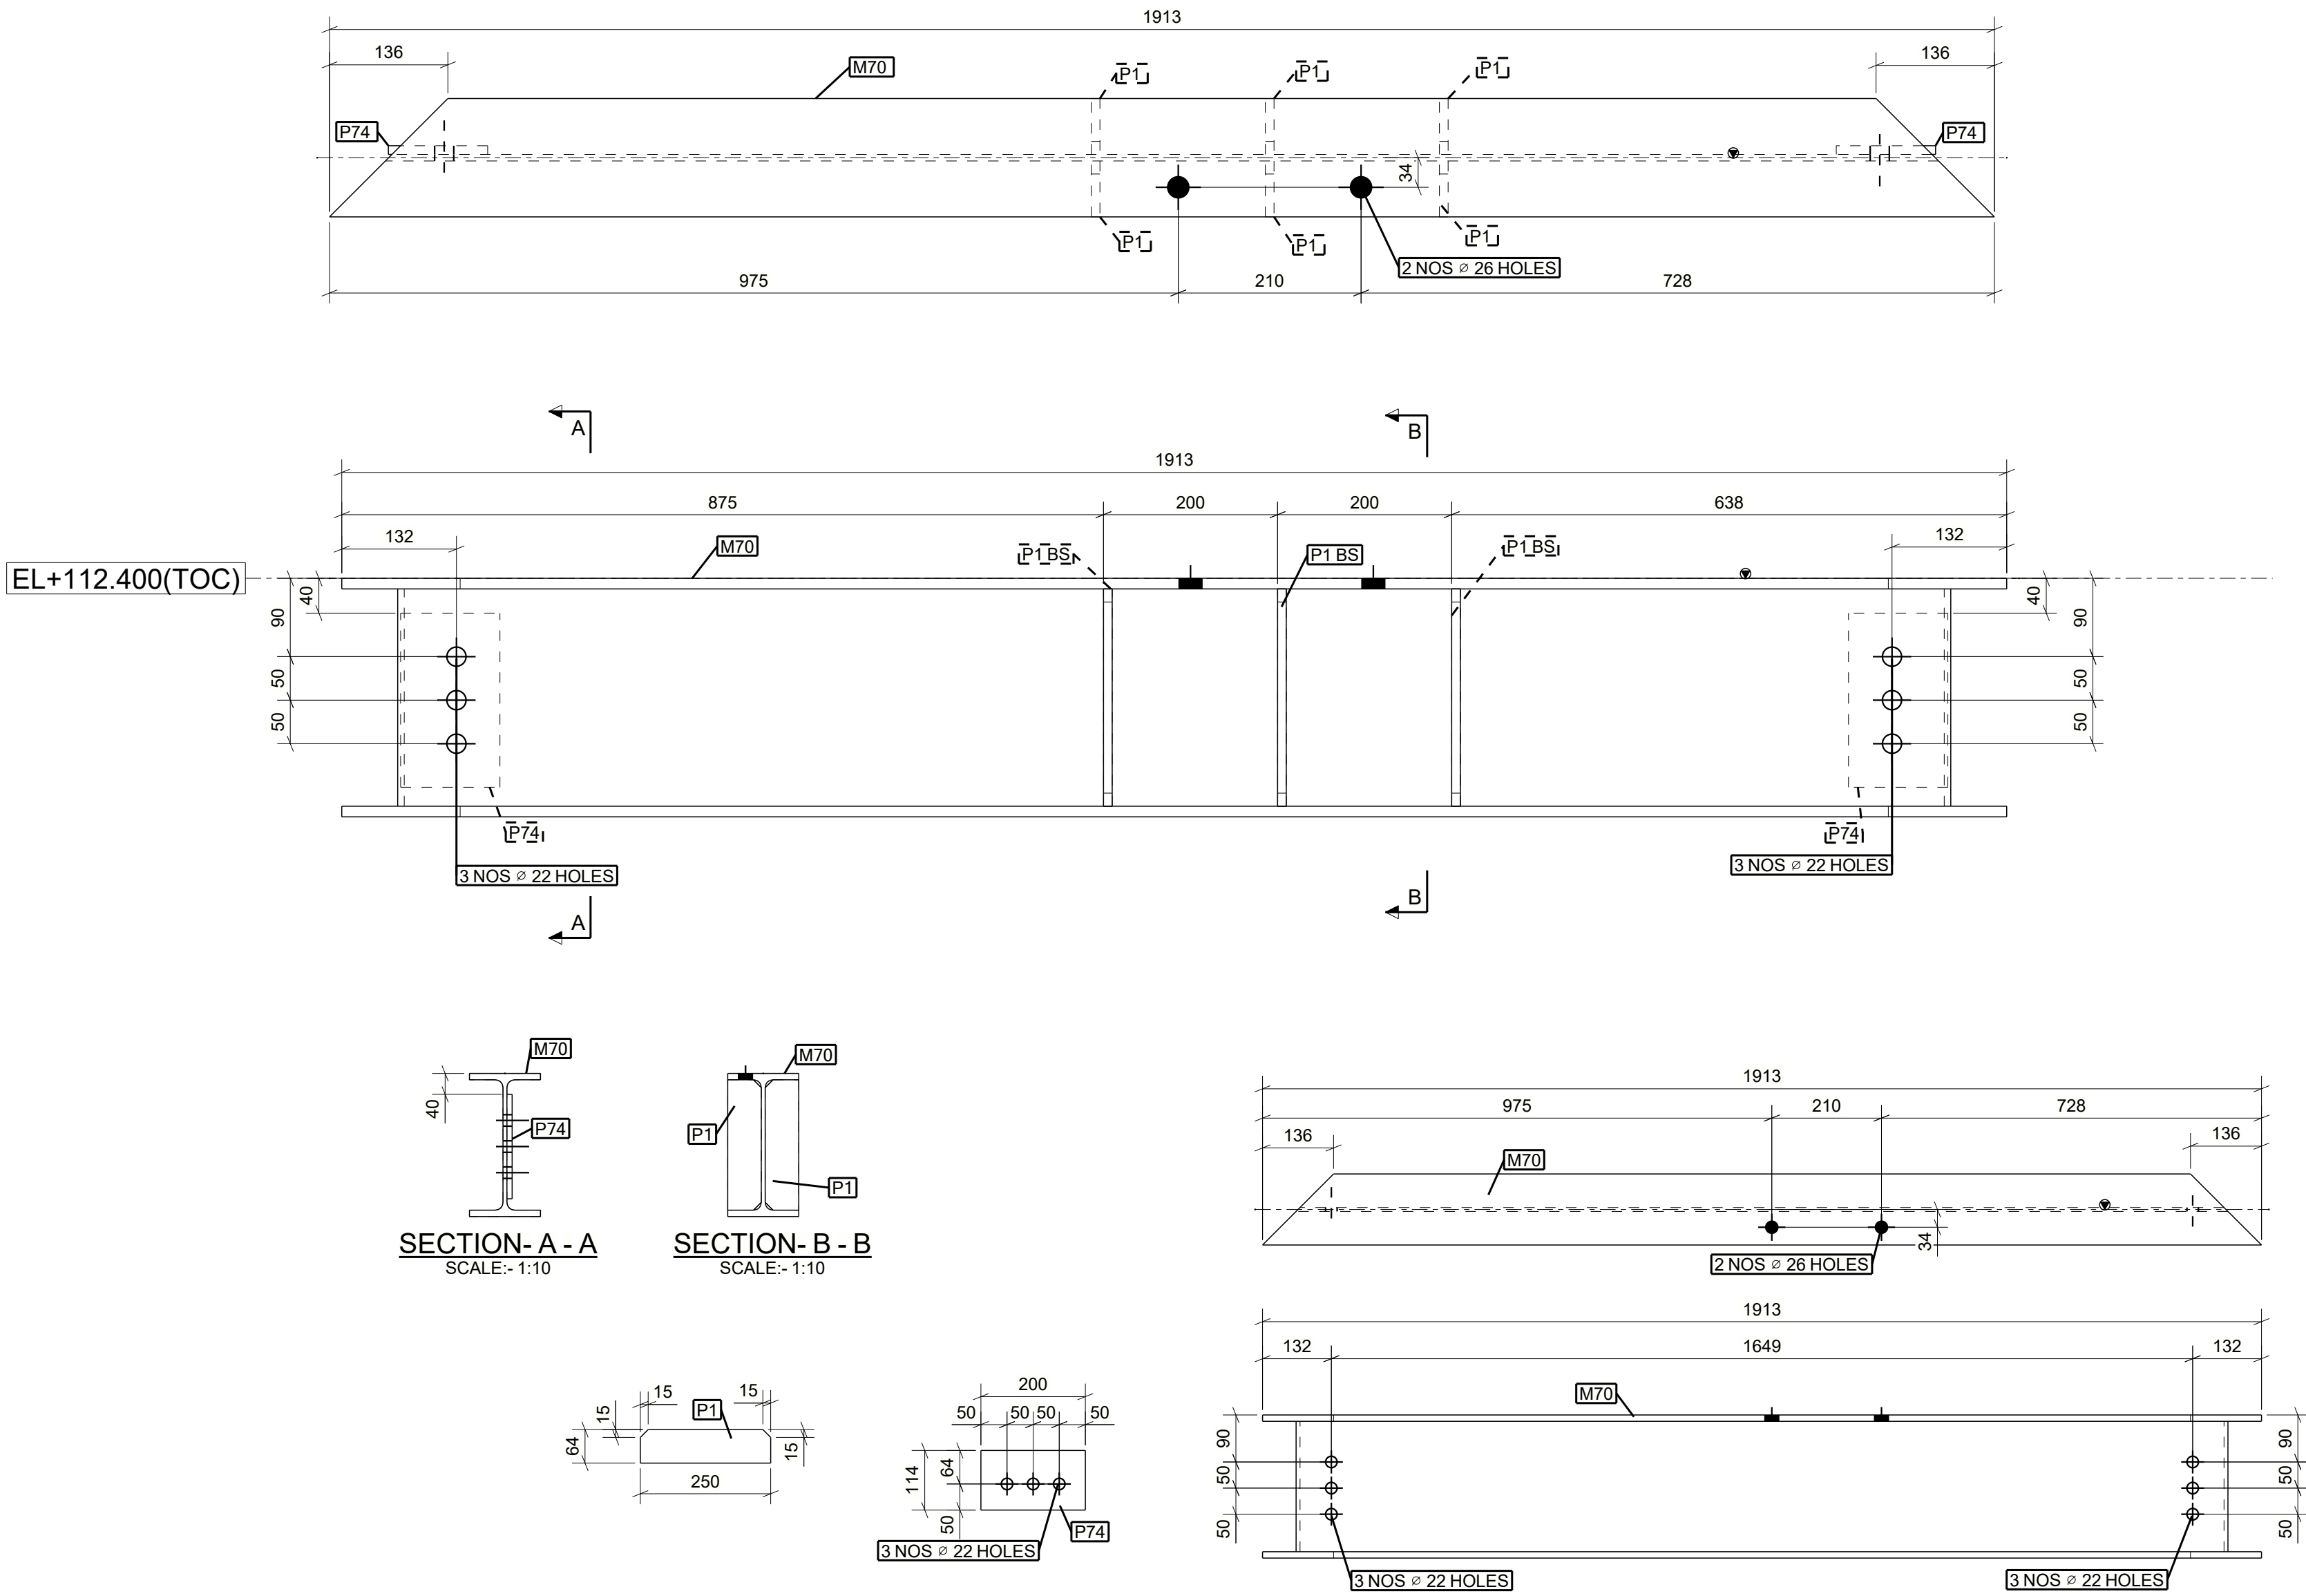 1913
136
136
M70
P1
P1
P1
P74
P74
34
P1
P1
P1
2 NOS ⌀ 26 HOLES
975
210
728
A
B
1913
875
200
200
638
132
132
M70
P1 BS
P1 BS
P1 BS
EL+112.400(TOC)
40
90
50
50
40
90
50
50
P74
P74
3 NOS ⌀ 22 HOLES
3 NOS ⌀ 22 HOLES
A
B
M70
40
P74
SECTION- A - A
SCALE:- 1:10
M70
P1
P1
SECTION- B - B
SCALE:- 1:10
1913
975
210
728
136
136
M70
34
2 NOS ⌀ 26 HOLES
15
15
15
P1
64
15
250
200
50
50
50
50
114
64
50
P74
3 NOS ⌀ 22 HOLES
1913
132
1649
132
M70
90
50
50
90
50
50
3 NOS ⌀ 22 HOLES
3 NOS ⌀ 22 HOLES